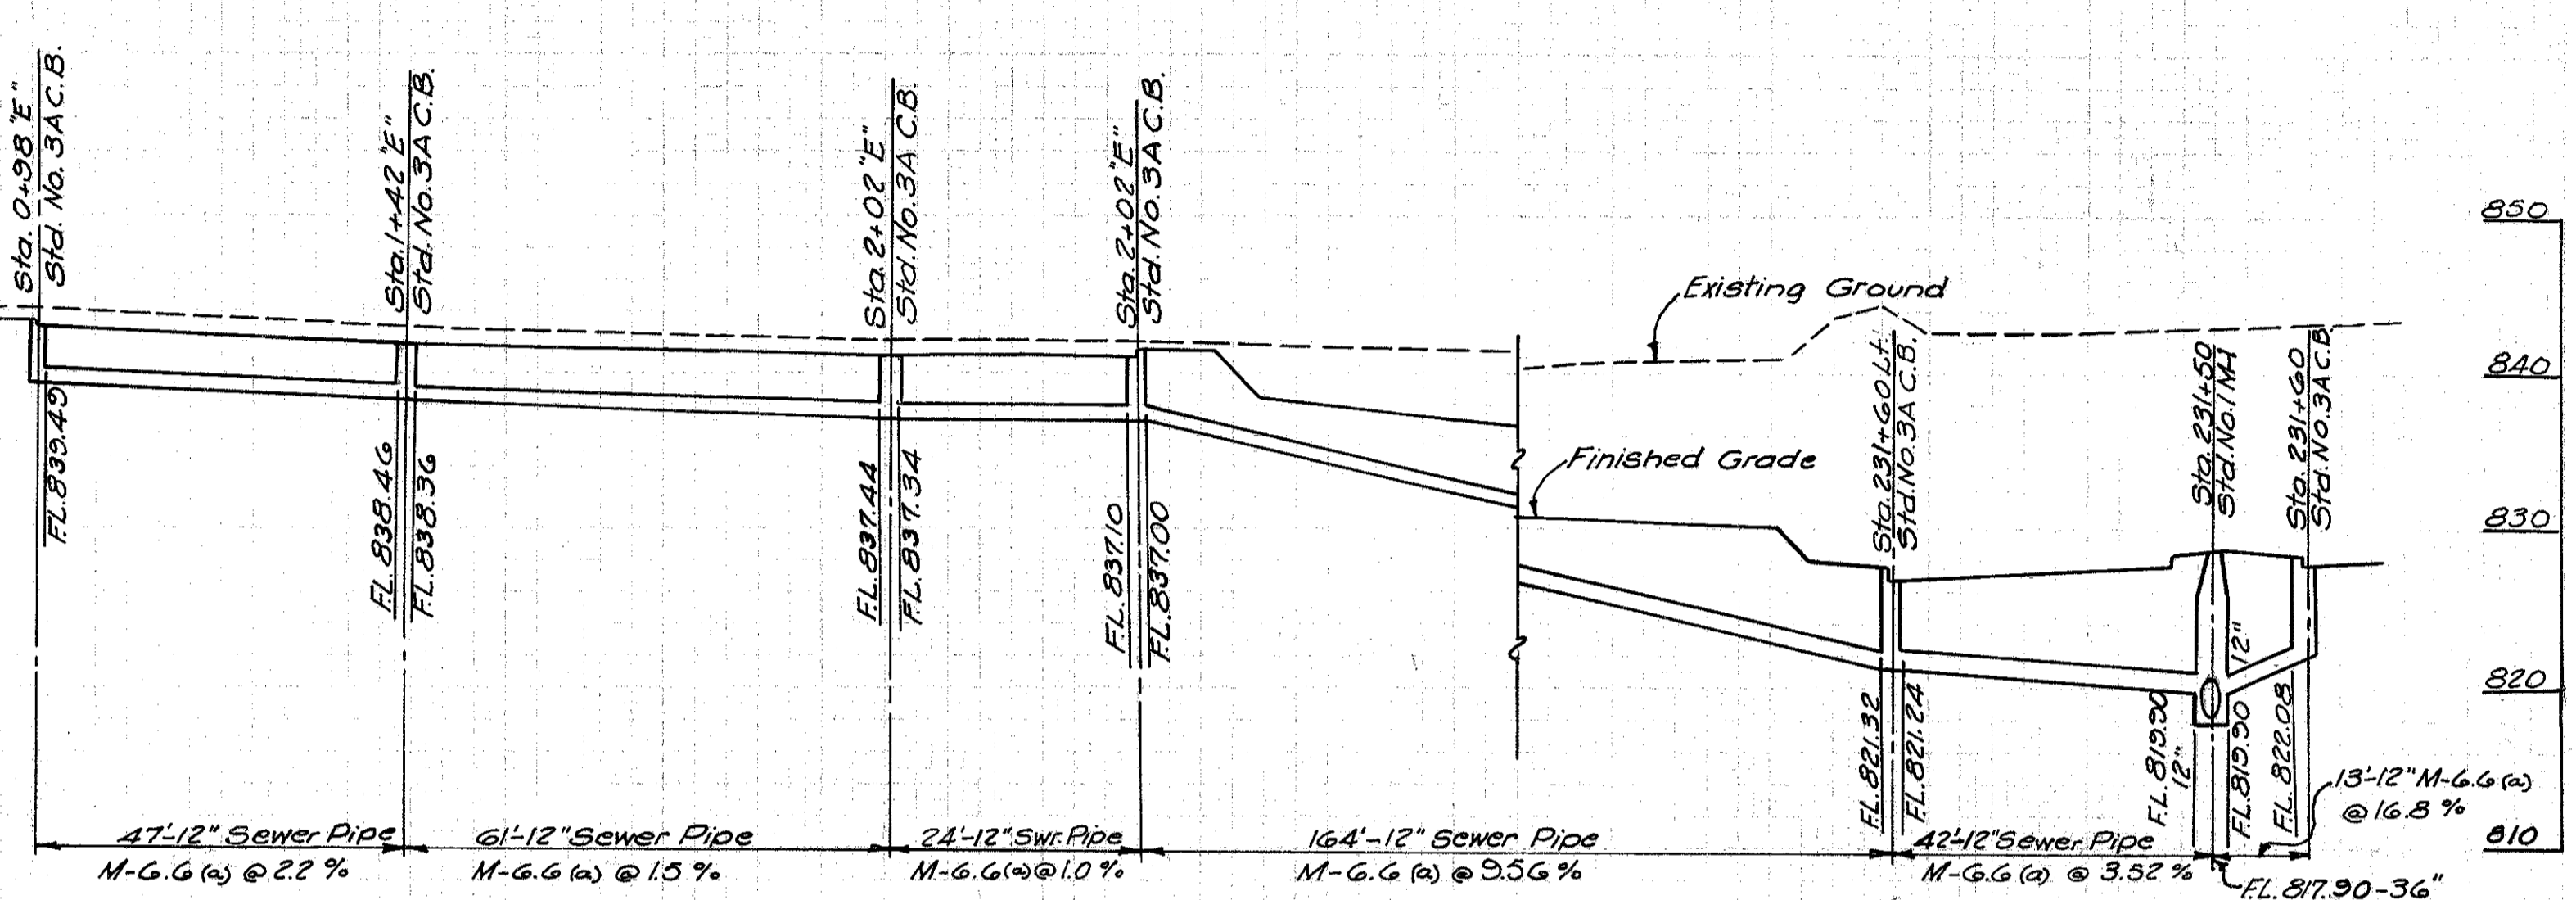 Sta. 0+98 "E"
Std. No. 3A C.B.
Sta. 1+42 "E"
Std. No. 3A C.B.
Sta. 2+02 "E"
Std. No. 3A C.B.
Sta. 2+02 "E"
Std. No. 3A C.B.
Existing Ground
Finished Grade
Sta. 231+60 Lt.
Std. No. 3A C.B.
Sta. 231+50
Std. No. 1 MH
Sta. 231+60
Std. No. 3A C.B.
850
840
830
820
810
F.L. 839.49
F.L. 838.46
F.L. 838.36
F.L. 837.44
F.L. 837.34
F.L. 837.10
F.L. 837.00
F.L. 821.32
F.L. 821.24
F.L. 819.90
12"
12"
F.L. 819.90
F.L. 822.08
47'-12" Sewer Pipe
M-6.6 (a) @ 2.2 %
61'-12" Sewer Pipe
M-6.6 (a) @ 1.5 %
24'-12" Swr. Pipe
M-6.6 (a) @ 1.0 %
164'-12" Sewer Pipe
M-6.6 (a) @ 9.56 %
42'-12" Sewer Pipe
M-6.6 (a) @ 3.52 %
13'-12" M-6.6 (a)
@ 16.8 %
F.L. 817.90-36"